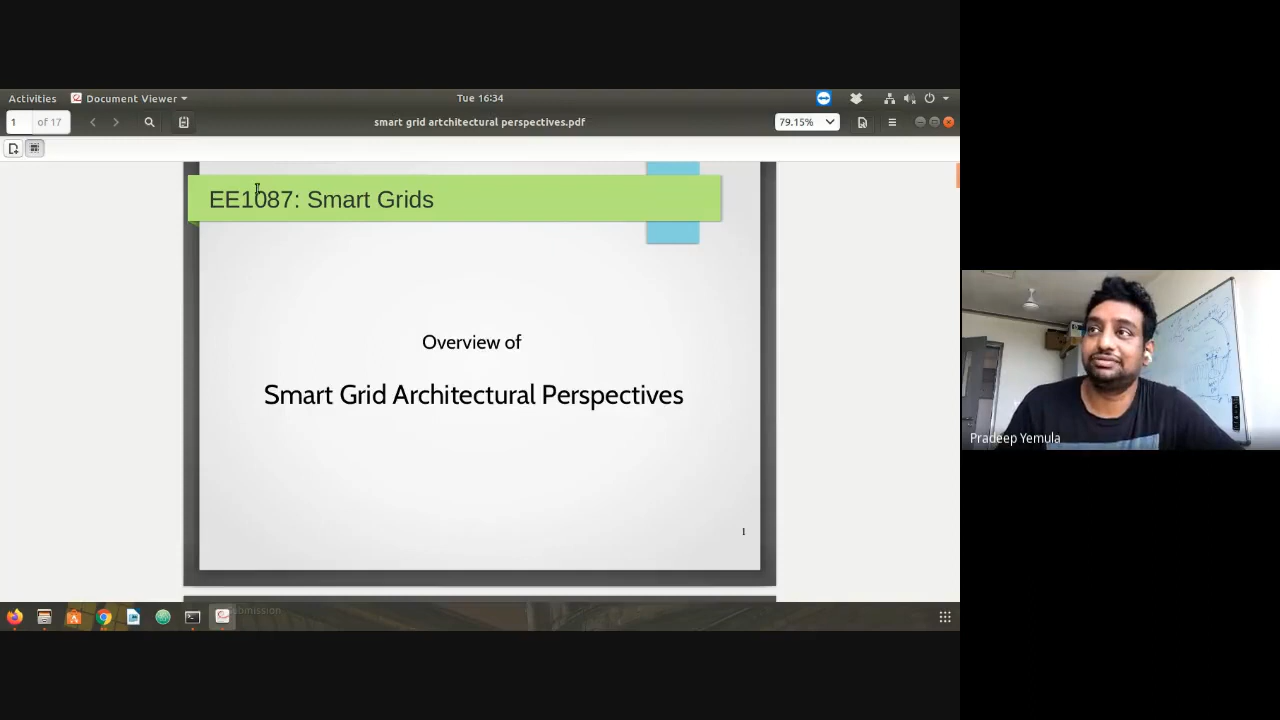 Activities Document Viewer Tue 16:34
1 of 17 smart grid artchitectural perspectives.pdf 79.15%
EE1087: Smart Grids
Overview of
Smart Grid Architectural Perspectives
1
Pradeep Yemula